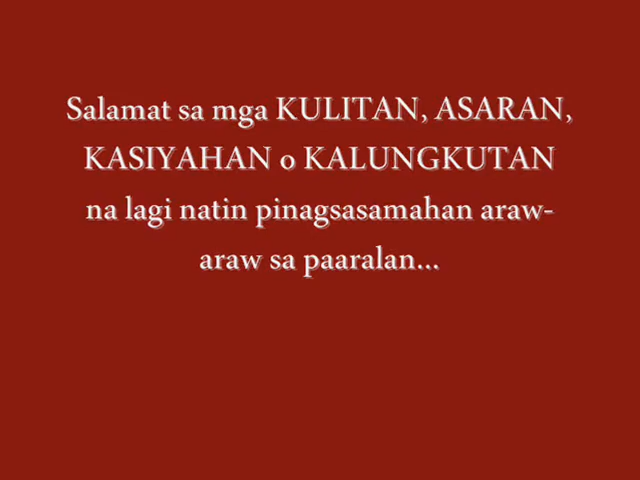 Salamat sa mga KULITAN, ASARAN,
KASIYAHAN o KALUNGKUTAN
na lagi natin pinagsasamahan araw-
araw sa paaralan...